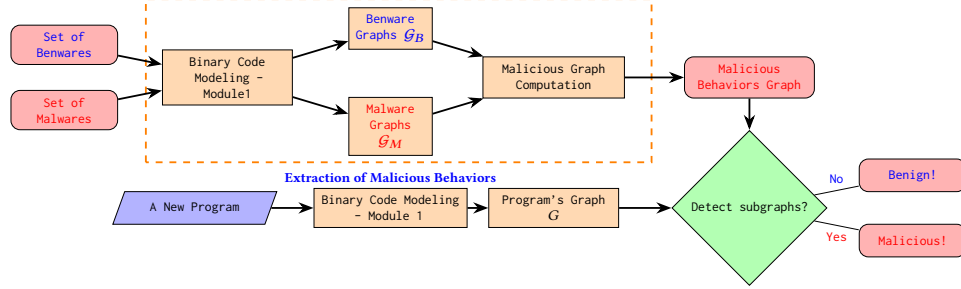 Set of
Benwares
Set of
Malwares
Binary Code
Modeling –
Module1
Benware
Graphs 𝒢B
Malware
Graphs
𝒢M
Malicious Graph
Computation
Malicious
Behaviors Graph
Extraction of Malicious Behaviors
A New Program
Binary Code Modeling
– Module 1
Program's Graph
G
Detect subgraphs?
No
Yes
Benign!
Malicious!